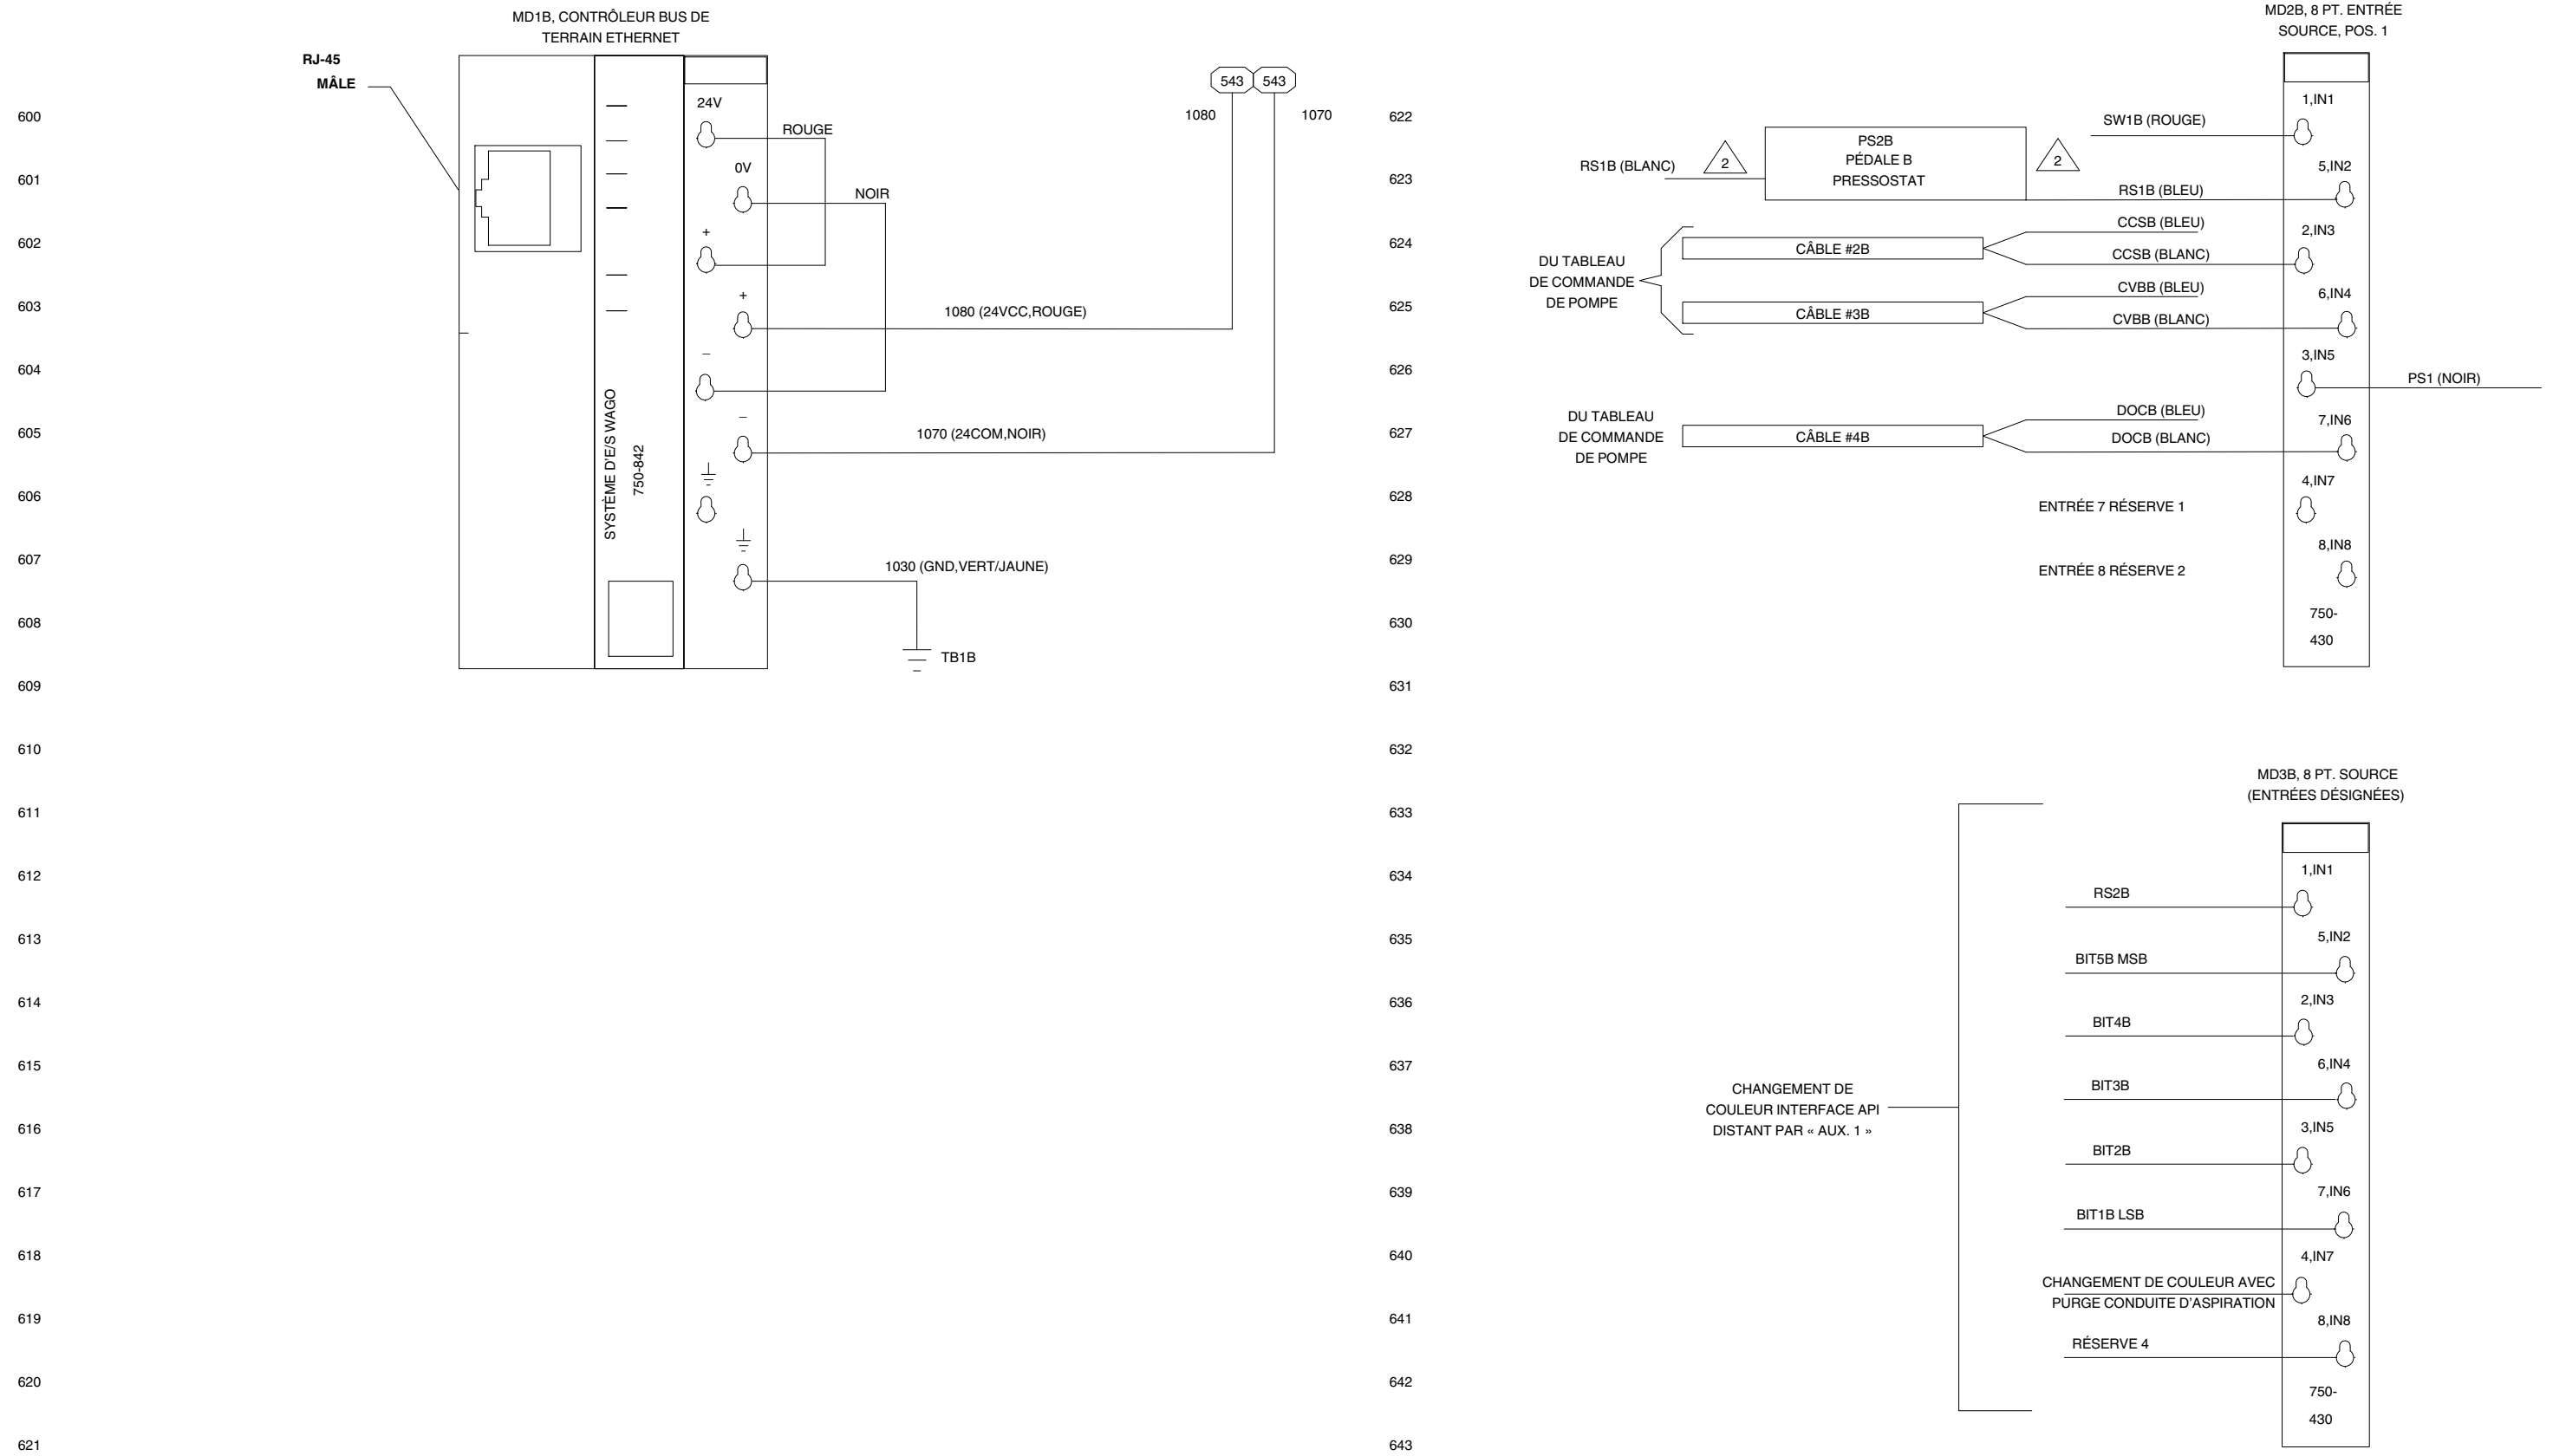 MD1B, CONTRÔLEUR BUS DE
TERRAIN ETHERNET
RJ-45
MÂLE
SYSTÈME D'E/S WAGO
750-842
24V
ROUGE
0V
NOIR
+
+
1080 (24VCC,ROUGE)
–
–
1070 (24COM,NOIR)
1030 (GND,VERT/JAUNE)
TB1B
543
543
1080
1070
600
601
602
603
604
605
606
607
608
609
610
611
612
613
614
615
616
617
618
619
620
621
622
623
624
625
626
627
628
629
630
631
632
633
634
635
636
637
638
639
640
641
642
643
MD2B, 8 PT. ENTRÉE
SOURCE, POS. 1
1,IN1
SW1B (ROUGE)
RS1B (BLANC)
2
PS2B
PÉDALE B
PRESSOSTAT
2
5,IN2
RS1B (BLEU)
DU TABLEAU
DE COMMANDE
DE POMPE
CÂBLE #2B
CCSB (BLEU)
2,IN3
CCSB (BLANC)
CÂBLE #3B
CVBB (BLEU)
6,IN4
CVBB (BLANC)
3,IN5
PS1 (NOIR)
DU TABLEAU
DE COMMANDE
DE POMPE
CÂBLE #4B
DOCB (BLEU)
7,IN6
DOCB (BLANC)
4,IN7
ENTRÉE 7 RÉSERVE 1
8,IN8
ENTRÉE 8 RÉSERVE 2
750-
430
MD3B, 8 PT. SOURCE
(ENTRÉES DÉSIGNÉES)
CHANGEMENT DE
COULEUR INTERFACE API
DISTANT PAR « AUX. 1 »
1,IN1
RS2B
5,IN2
BIT5B MSB
2,IN3
BIT4B
6,IN4
BIT3B
3,IN5
BIT2B
7,IN6
BIT1B LSB
4,IN7
CHANGEMENT DE COULEUR AVEC
PURGE CONDUITE D'ASPIRATION
8,IN8
RÉSERVE 4
750-
430